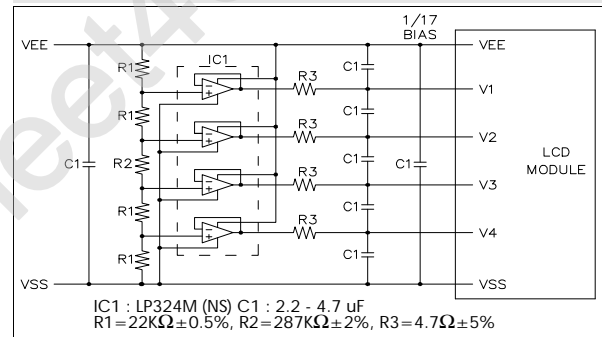 1/17
BIAS
VEE
VEE
IC1
R1
C1
R3
V1
R1
C1
R3
V2
C1
R2
C1
C1
LCD
MODULE
R3
V3
R1
C1
R3
V4
R1
C1
VSS
VSS
IC1 : LP324M (NS) C1 : 2.2 - 4.7 uF
R1=22KΩ±0.5%, R2=287KΩ±2%, R3=4.7Ω±5%